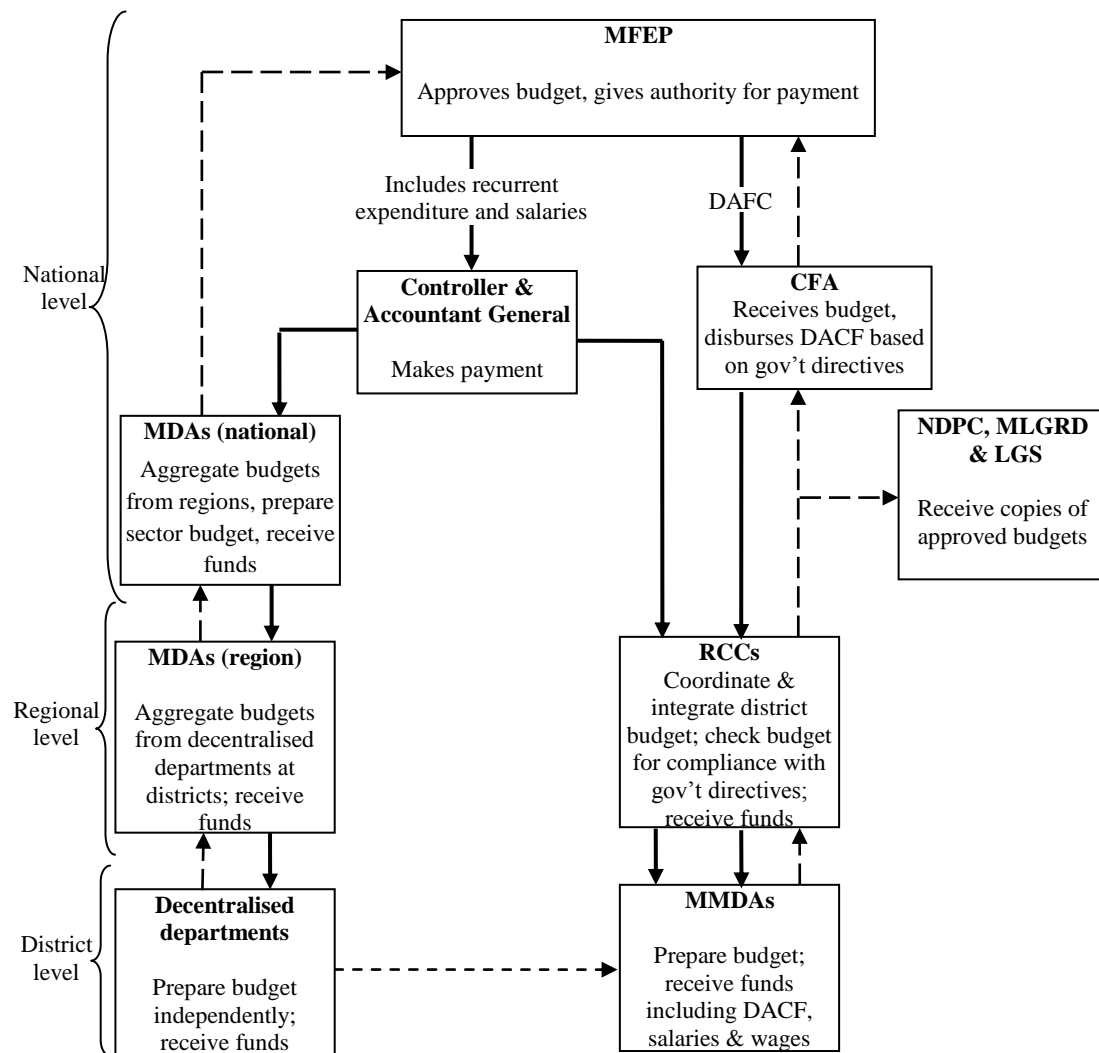 MFEP
Approves budget, gives authority for payment
Includes recurrent
expenditure and salaries
DAFC
National
level
Controller &
Accountant General
Makes payment
CFA
Receives budget,
disburses DACF based
on gov’t directives
MDAs (national)
Aggregate budgets
from regions, prepare
sector budget, receive
funds
NDPC, MLGRD
& LGS
Receive copies of
approved budgets
Regional
level
MDAs (region)
Aggregate budgets
from decentralised
departments at
districts; receive
funds
RCCs
Coordinate &
integrate district
budget; check budget
for compliance with
gov’t directives;
receive funds
District
level
Decentralised
departments
Prepare budget
independently;
receive funds
MMDAs
Prepare budget;
receive funds
including DACF,
salaries & wages